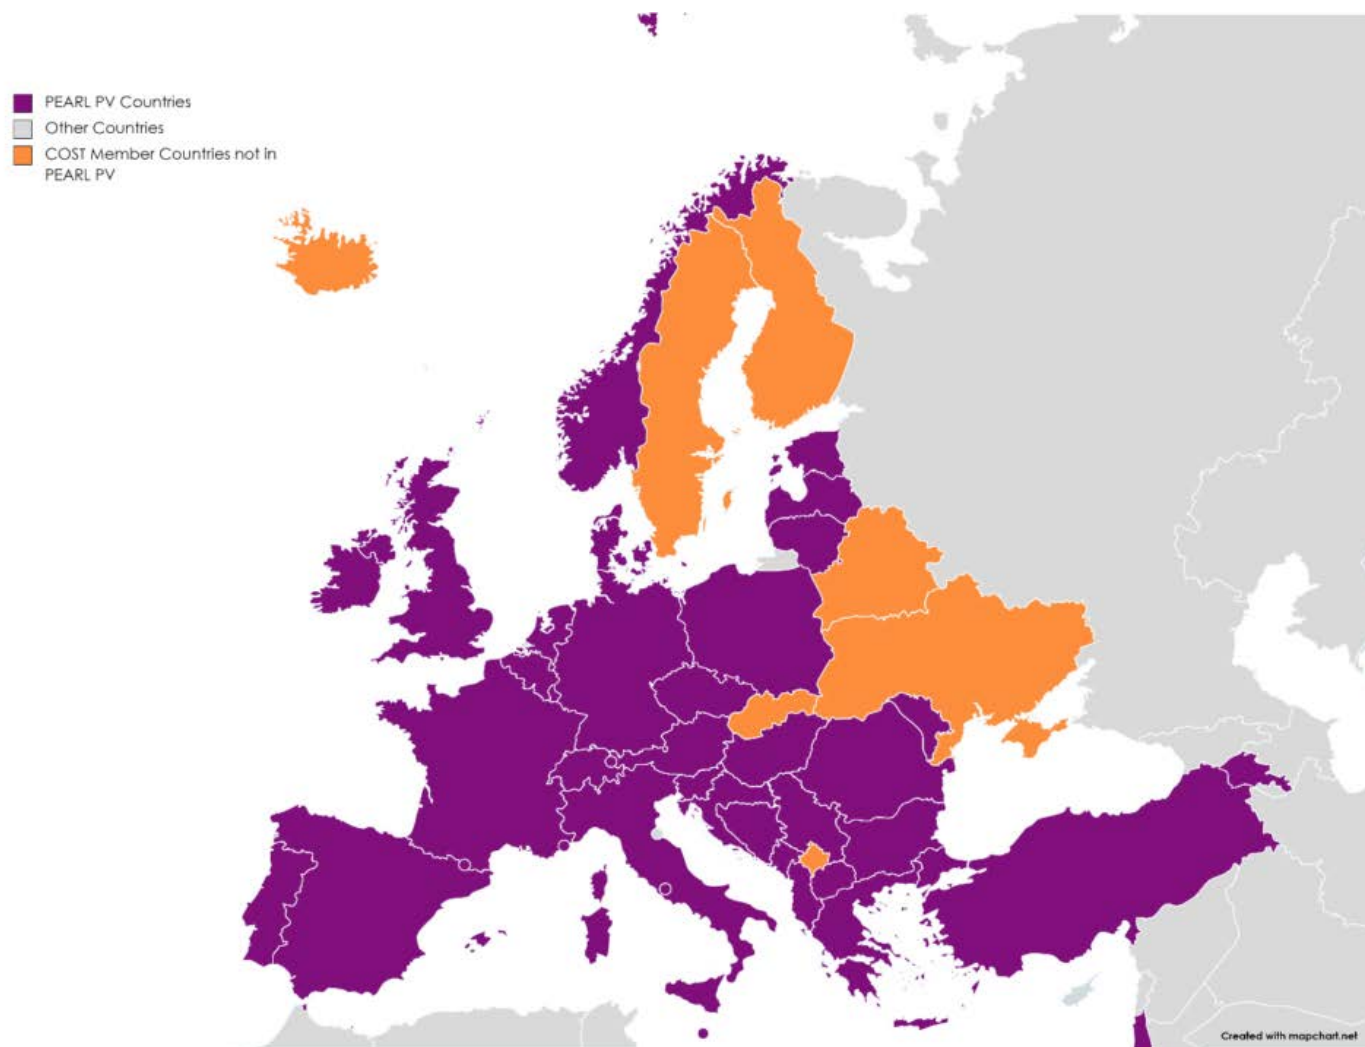 PEARL PV Countries
Other Countries
COST Member Countries not in
PEARL PV
Created with mapchart.net